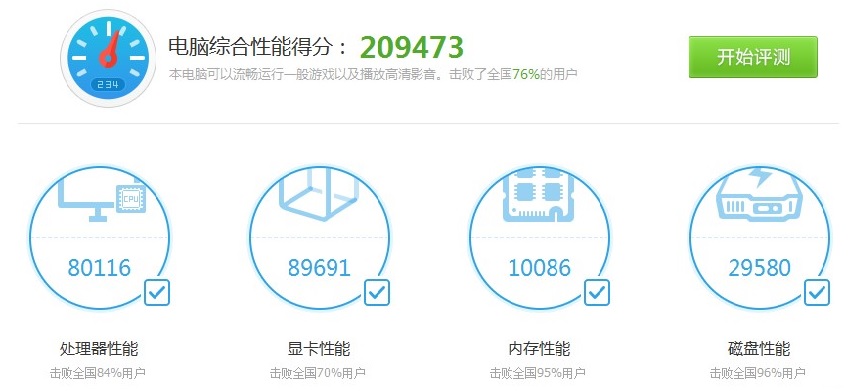 电脑综合性能得分： 209473
本电脑可以流畅运行一般游戏以及播放高清影音。击败了全国76%的用户
开始评测
234
CPU
80116
89691
10086
29580
处理器性能
显卡性能
内存性能
磁盘性能
击败全国84%用户
击败全国70%用户
击败全国95%用户
击败全国96%用户